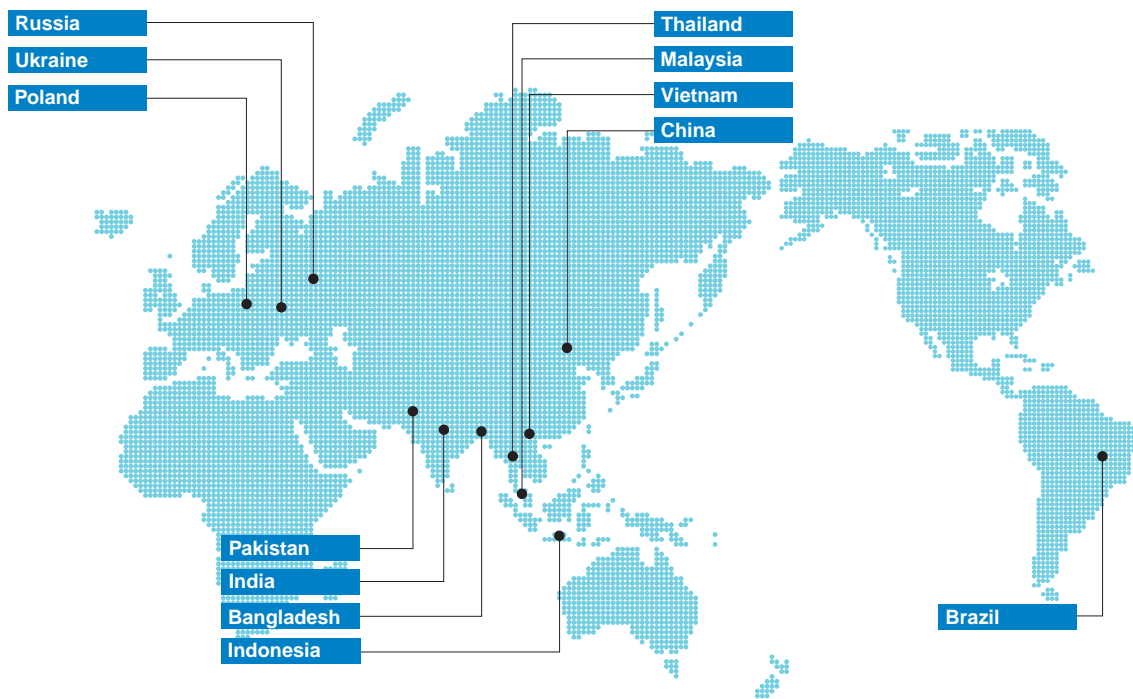 Russia
Ukraine
Poland
Thailand
Malaysia
Vietnam
China
Pakistan
India
Bangladesh
Indonesia
Brazil